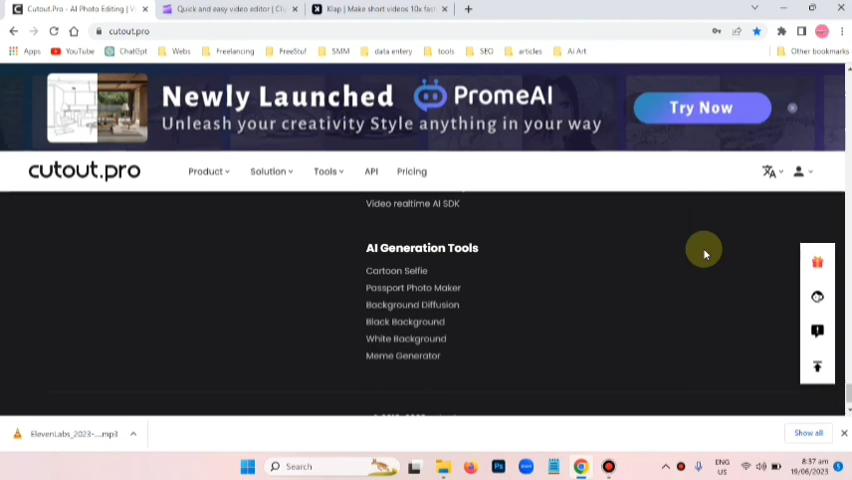 Cutout.Pro - AI Photo Editing | V
Quick and easy video editor | Cli
Klap | Make short videos 10x fast
cutout.pro
Apps
YouTube
ChatGpt
Webs
Freelancing
FreeStuf
SMM
data entery
tools
SEO
articles
Ai Art
Other bookmarks
Newly Launched PromeAI
Unleash your creativity Style anything in your way
Try Now
cutout.pro
Product
Solution
Tools
API
Pricing
Video realtime AI SDK
AI Generation Tools
Cartoon Selfie
Passport Photo Maker
Background Diffusion
Black Background
White Background
Meme Generator
ElevenLabs_2023-....mp3
Show all
Search
Ps
zoom
ENG
US
8:37 am
19/06/2023